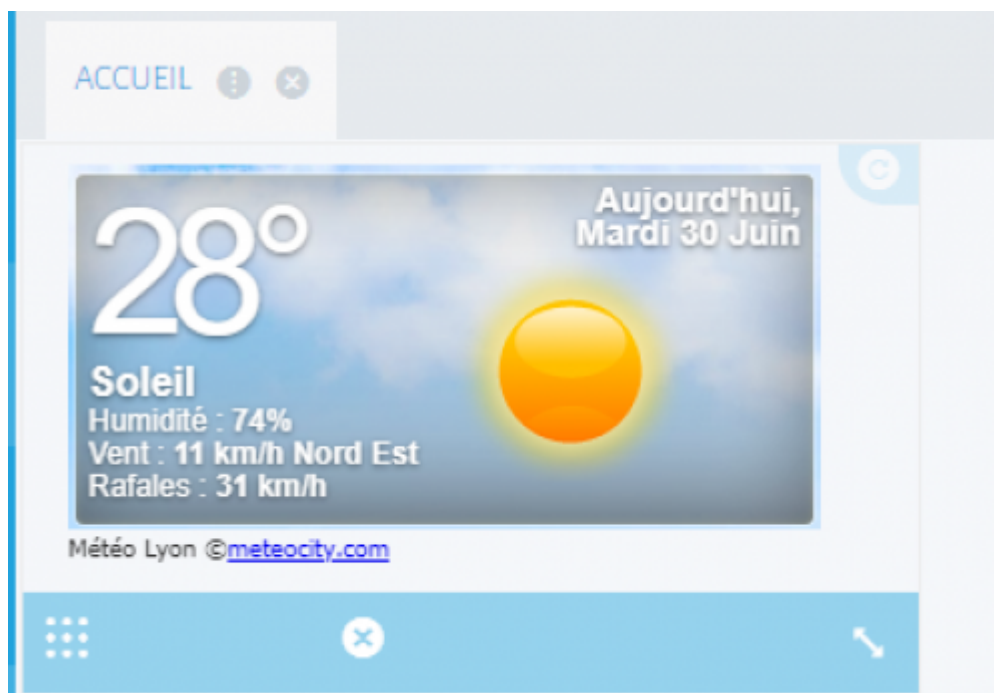 ACCUEIL
28°
Aujourd'hui,
Mardi 30 Juin
Soleil
Humidité : 74%
Vent : 11 km/h Nord Est
Rafales : 31 km/h
Météo Lyon ©meteocity.com